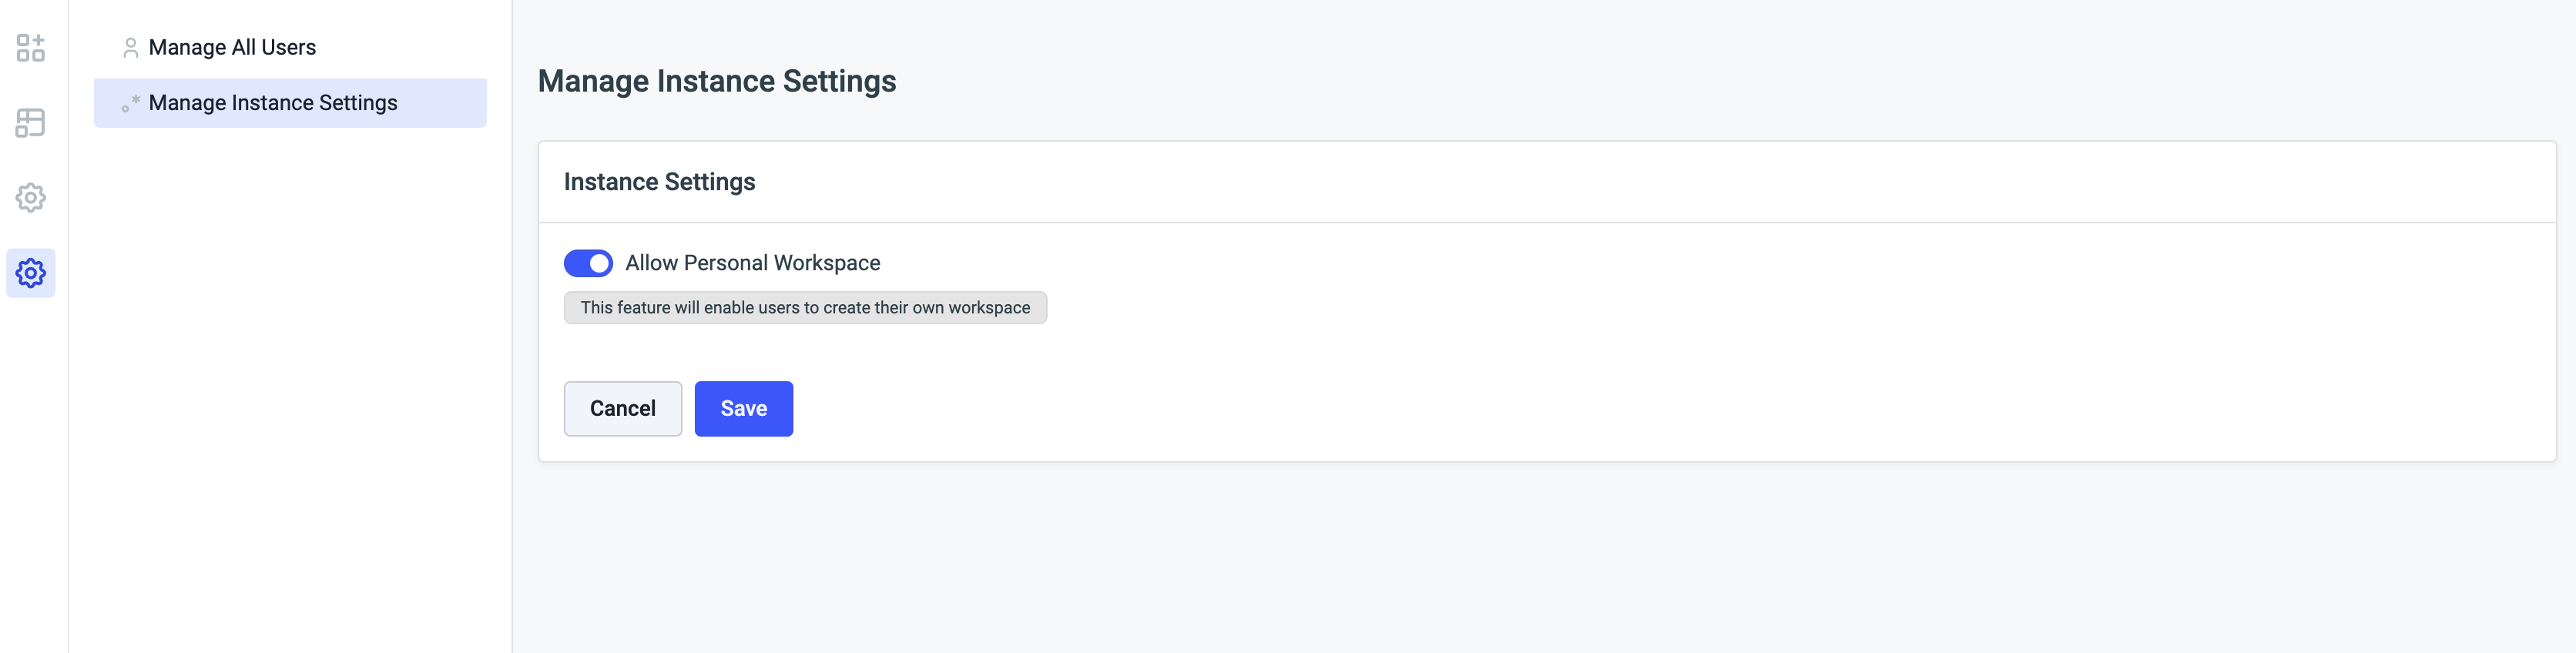 Manage All Users
Manage Instance Settings
Manage Instance Settings
Instance Settings
Allow Personal Workspace
This feature will enable users to create their own workspace
Cancel
Save